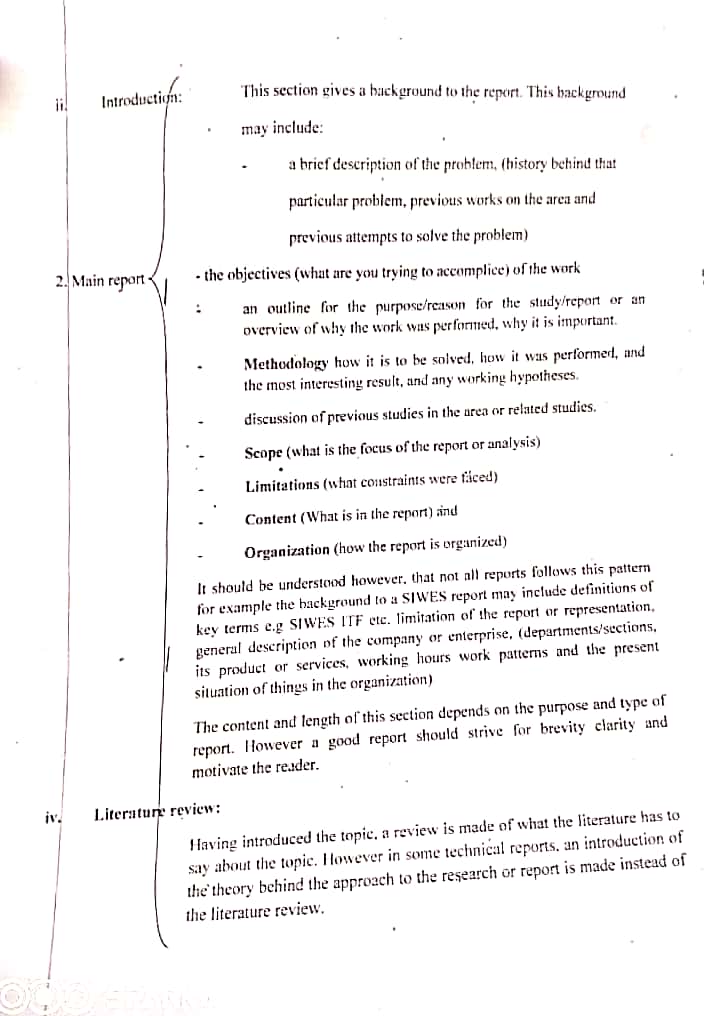 ii. Introduction: This section gives a background to the report. This background
may include:
- a brief description of the problem, (history behind that
particular problem, previous works on the area and
previous attempts to solve the problem)
2. Main report - the objectives (what are you trying to accomplice) of the work
: an outline for the purpose/reason for the study/report or an
overview of why the work was performed, why it is important.
- Methodology how it is to be solved, how it was performed, and
the most interesting result, and any working hypotheses.
- discussion of previous studies in the area or related studies.
- Scope (what is the focus of the report or analysis)
- Limitations (what constraints were faced)
- Content (What is in the report) and
- Organization (how the report is organized)
It should be understood however, that not all reports follows this pattern
for example the background to a SIWES report may include definitions of
key terms e.g SIWES ITF etc. limitation of the report or representation,
general description of the company or enterprise, (departments/sections,
its product or services, working hours work patterns and the present
situation of things in the organization)
The content and length of this section depends on the purpose and type of
report. However a good report should strive for brevity clarity and
motivate the reader.
iv. Literature review:
Having introduced the topic, a review is made of what the literature has to
say about the topic. However in some technical reports, an introduction of
the theory behind the approach to the research or report is made instead of
the literature review.